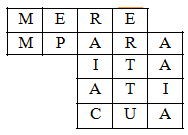 M E R E
M P A R A
I T A
A T I
C U A